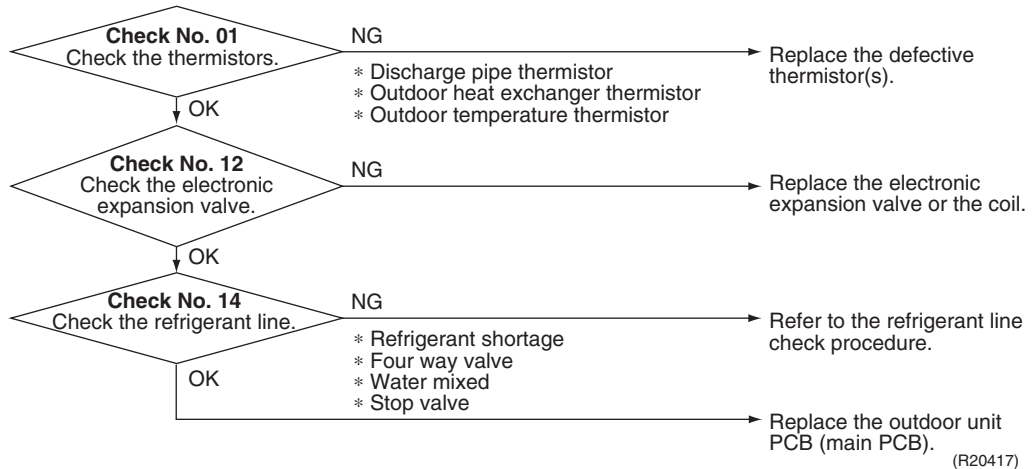 Check No. 01
Check the thermistors.
NG
∗ Discharge pipe thermistor
∗ Outdoor heat exchanger thermistor
∗ Outdoor temperature thermistor
Replace the defective
thermistor(s).
OK
Check No. 12
Check the electronic
expansion valve.
NG
Replace the electronic
expansion valve or the coil.
OK
Check No. 14
Check the refrigerant line.
NG
∗ Refrigerant shortage
∗ Four way valve
∗ Water mixed
∗ Stop valve
Refer to the refrigerant line
check procedure.
OK
Replace the outdoor unit
PCB (main PCB).
(R20417)